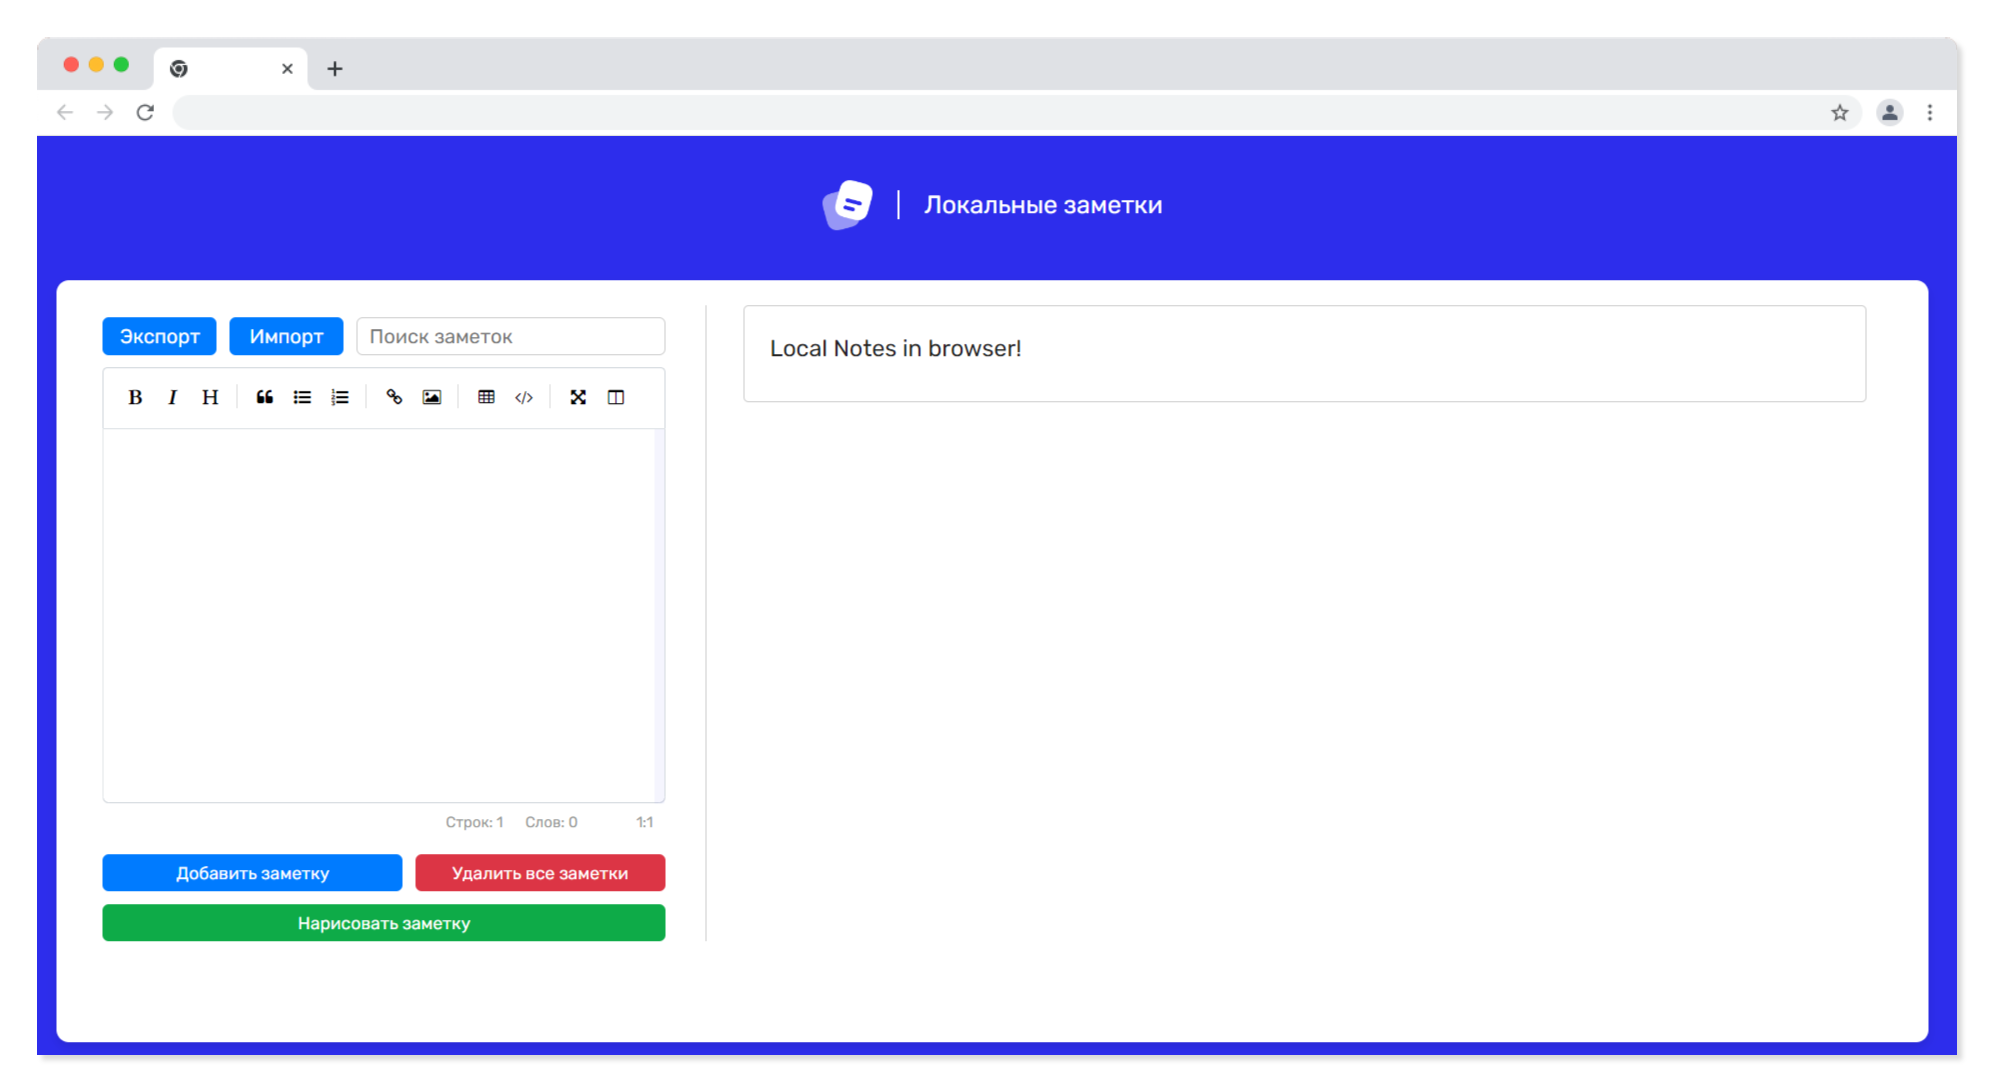 Локальные заметки
Экспорт Импорт Поиск заметок
B I H
Local Notes in browser!
Строк: 1 Слов: 0 1:1
Добавить заметку Удалить все заметки
Нарисовать заметку